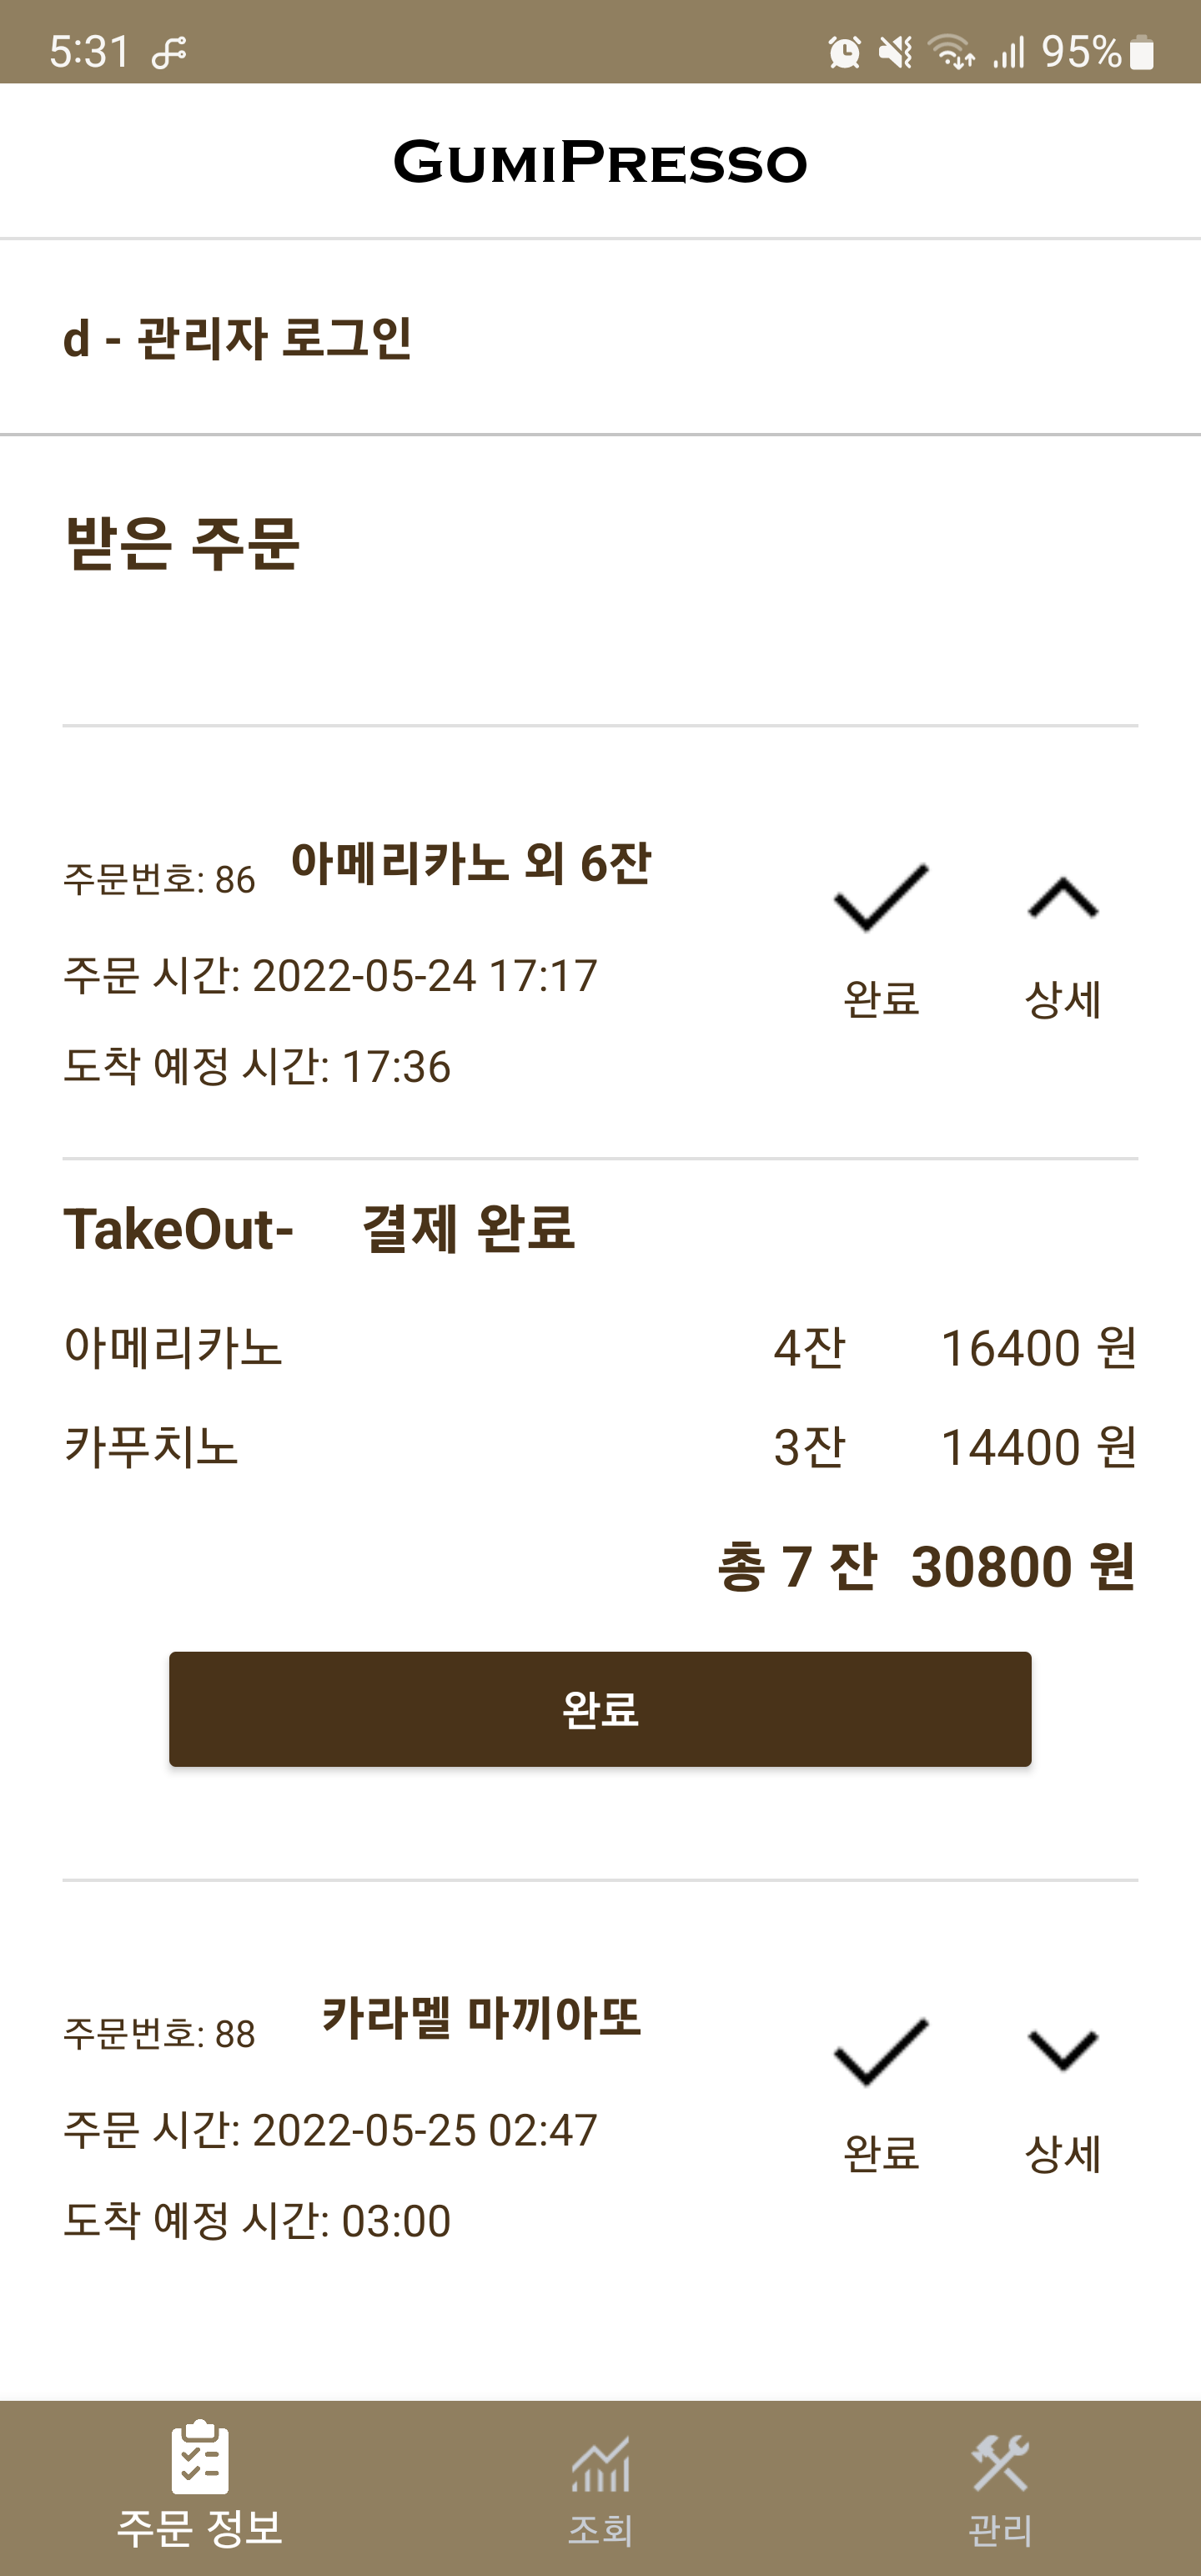 5:31 95%
GUMIPRESSO
d - 관리자 로그인
받은 주문
주문번호: 86 아메리카노 외 6잔
주문 시간: 2022-05-24 17:17
도착 예정 시간: 17:36
완료 상세
TakeOut- 결제 완료
아메리카노 4잔 16400 원
카푸치노 3잔 14400 원
총 7 잔 30800 원
완료
주문번호: 88 카라멜 마끼아또
주문 시간: 2022-05-25 02:47
도착 예정 시간: 03:00
완료 상세
주문 정보 조회 관리